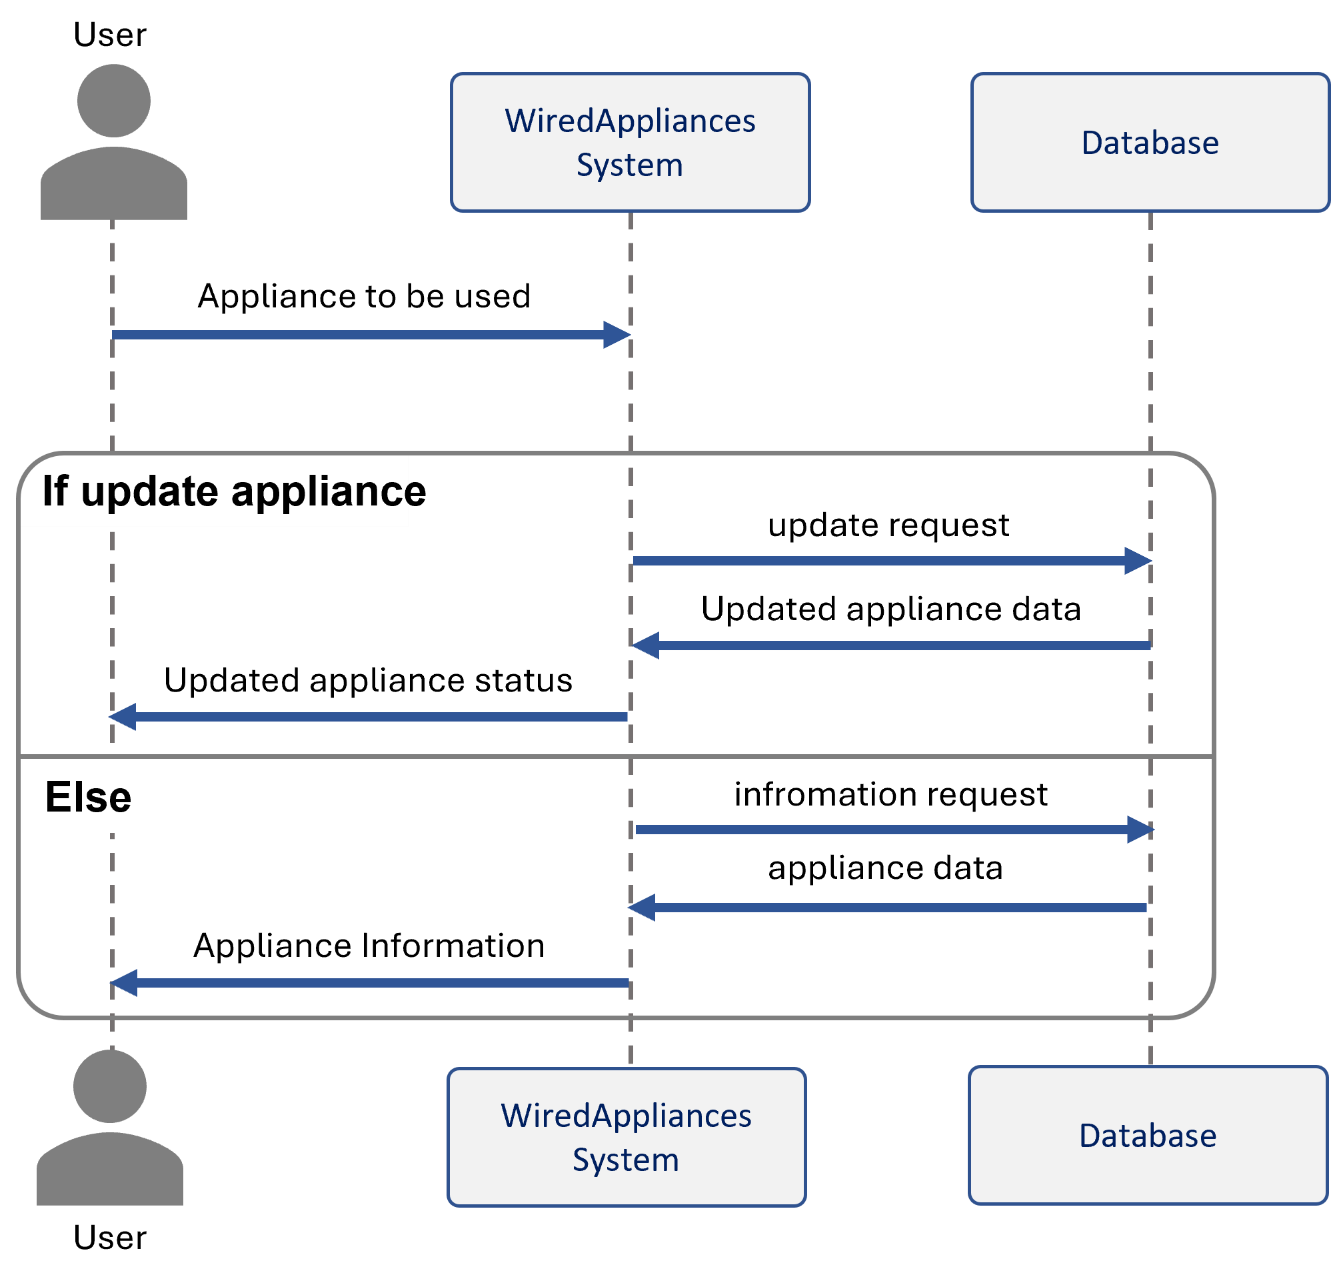 User
WiredAppliances
System
Database
Appliance to be used
If update appliance
update request
Updated appliance data
Updated appliance status
Else
infromation request
appliance data
Appliance Information
WiredAppliances
System
Database
User